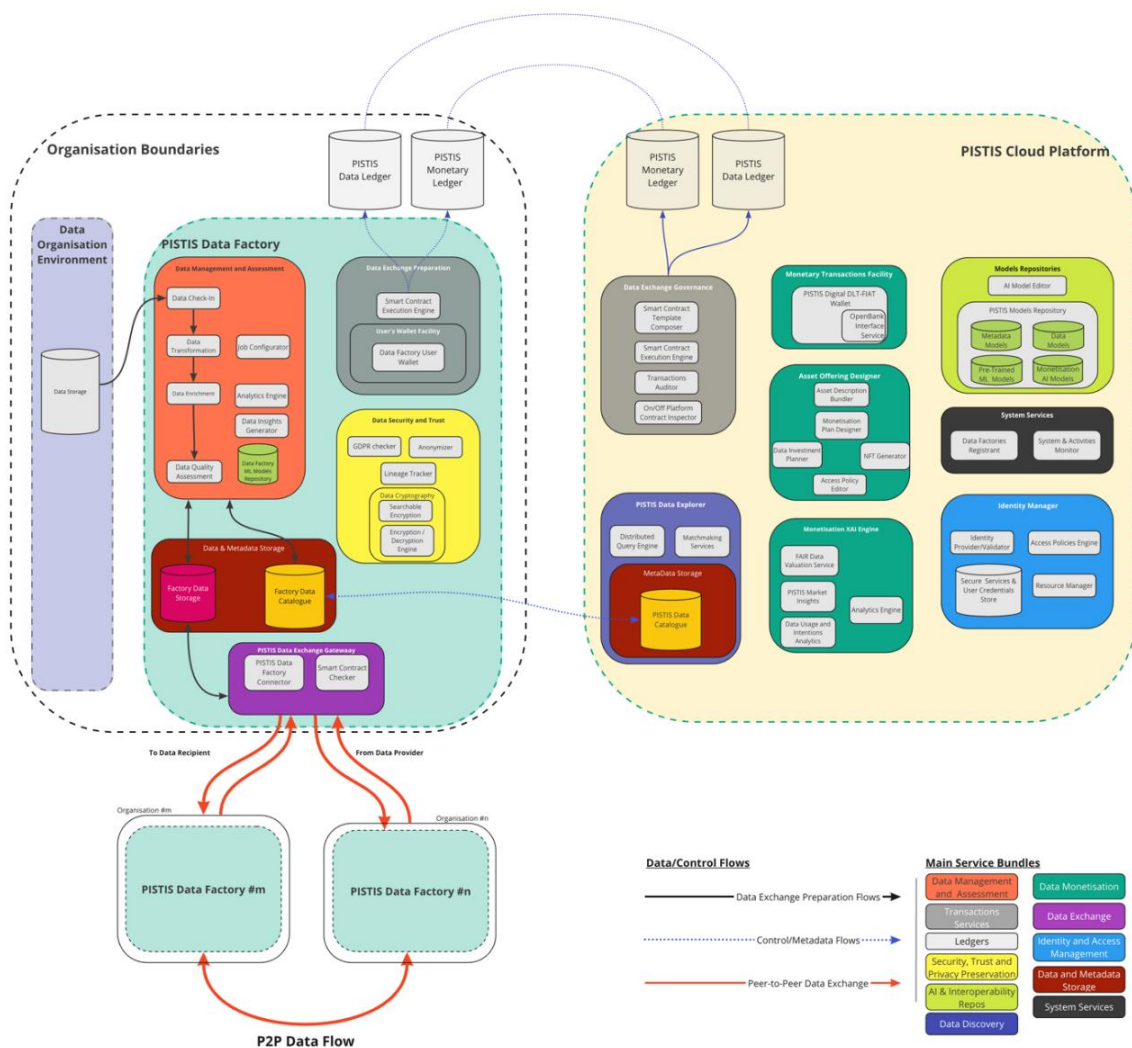 Organisation Boundaries
PISTIS
Data Ledger
PISTIS
Monetary
Ledger
Data
Organisation
Environment
Data Storage
PISTIS Data Factory
Data Management and Assessment
Data Check-In
Data
Transformation
Job Configurator
Data Enrichment
Analytics Engine
Data Insights
Generator
Data Quality
Assessment
Data Factory
ML Models
Repository
Data Exchange Preparation
Smart Contract
Execution Engine
User's Wallet Facility
Data Factory User
Wallet
Data Security and Trust
GDPR checker
Anonymizer
Lineage Tracker
Data Cryptography
Searchable
Encryption
Encryption /
Decryption
Engine
Data & Metadata Storage
Factory Data
Storage
Factory Data
Catalogue
PISTIS Data Exchange Gatewaay
PISTIS Data
Factory
Connector
Smart Contract
Checker
To Data Recipient
From Data Provider
Organisation #m
PISTIS Data Factory #m
Organisation #n
PISTIS Data Factory #n
P2P Data Flow
PISTIS
Monetary
Ledger
PISTIS
Data Ledger
PISTIS Cloud Platform
Data Exchange Governance
Smart Contract
Template
Composer
Smart Contract
Execution Engine
Transactions
Auditor
On/Off Platform
Contract Inspector
Monetary Transactions Facility
PISTIS Digital DLT-FIAT
Wallet
OpenBank
Interface
Service
Models Repositories
AI Model Editor
PISTIS Models Repository
Metadata
Models
Data
Models
Pre-Trained
ML Models
Monetisation
AI Models
Asset Offering Designer
Asset Description
Bundler
Monetisation
Plan Designer
Data Investment
Planner
NFT Generator
Access Policy
Editor
System Services
Data Factories
Registrant
System & Activities
Monitor
PISTIS Data Explorer
Distributed
Query Engine
Matchmaking
Services
MetaData Storage
PISTIS Data
Catalogue
Monetisation XAI Engine
FAIR Data
Valuation Service
PISTIS Market
Insights
Analytics Engine
Data Usage and
Intentions
Analytics
Identity Manager
Identity
Provider/Validator
Access Policies Engine
Secure Services &
User Credentials
Store
Resource Manager
Data/Control Flows
Data Exchange Preparation Flows
Control/Metadata Flows
Peer-to-Peer Data Exchange
Main Service Bundles
Data Management
and Assessment
Transactions
Services
Ledgers
Security, Trust and
Privacy Preservation
AI & Interoperability
Repos
Data Discovery
Data Monetisation
Data Exchange
Identity and Access
Management
Data and Metadata
Storage
System Services